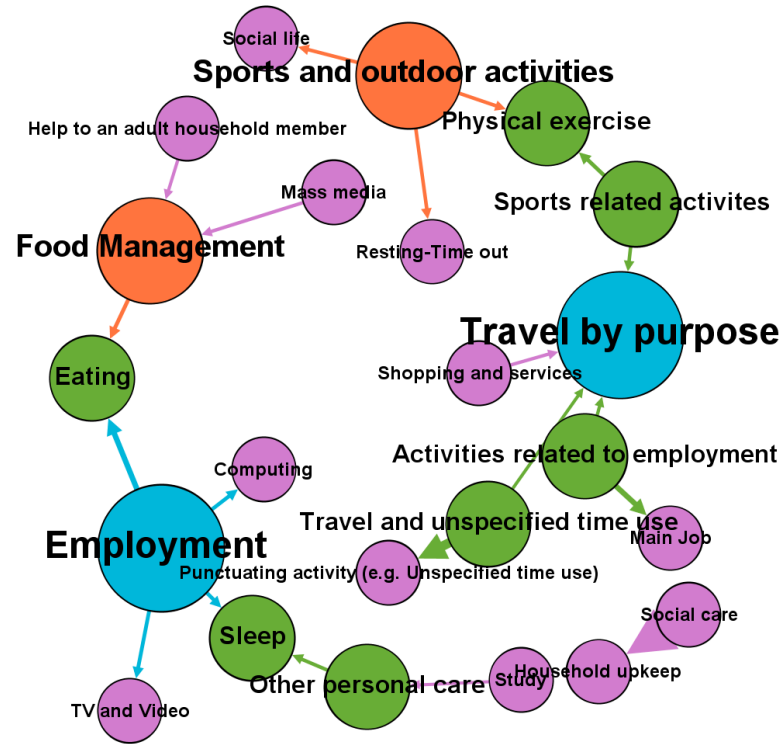 Social life
Sports and outdoor activities
Physical exercise
Help to an adult household member
Mass media
Sports related activites
Food Management
Resting-Time out
Travel by purpose
Shopping and services
Eating
Activities related to employment
Computing
Travel and unspecified time use
Main Job
Employment
Punctuating activity (e.g. Unspecified time use)
Social care
Sleep
Household upkeep
Study
Other personal care
TV and Video